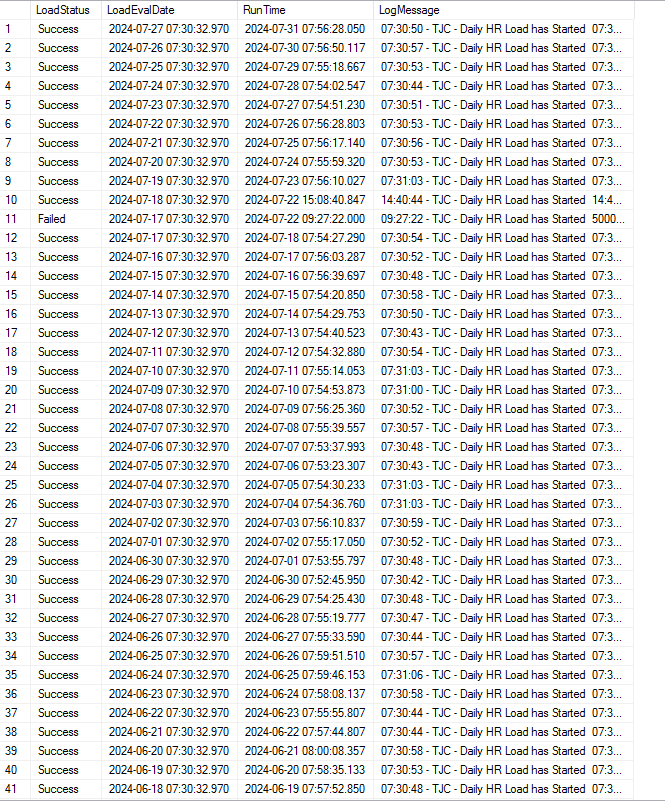 LoadStatus LoadEvalDate RunTime LogMessage
1 Success 2024-07-27 07:30:32.970 2024-07-31 07:56:28.050 07:30:50 - TJC - Daily HR Load has Started 07:3...
2 Success 2024-07-26 07:30:32.970 2024-07-30 07:56:50.117 07:30:57 - TJC - Daily HR Load has Started 07:3...
3 Success 2024-07-25 07:30:32.970 2024-07-29 07:55:18.667 07:30:53 - TJC - Daily HR Load has Started 07:3...
4 Success 2024-07-24 07:30:32.970 2024-07-28 07:54:02.547 07:30:44 - TJC - Daily HR Load has Started 07:3...
5 Success 2024-07-23 07:30:32.970 2024-07-27 07:54:51.230 07:30:51 - TJC - Daily HR Load has Started 07:3...
6 Success 2024-07-22 07:30:32.970 2024-07-26 07:56:28.803 07:30:53 - TJC - Daily HR Load has Started 07:3...
7 Success 2024-07-21 07:30:32.970 2024-07-25 07:56:17.140 07:30:56 - TJC - Daily HR Load has Started 07:3...
8 Success 2024-07-20 07:30:32.970 2024-07-24 07:55:59.320 07:30:53 - TJC - Daily HR Load has Started 07:3...
9 Success 2024-07-19 07:30:32.970 2024-07-23 07:56:10.027 07:31:03 - TJC - Daily HR Load has Started 07:3...
10 Success 2024-07-18 07:30:32.970 2024-07-22 15:08:40.847 14:40:44 - TJC - Daily HR Load has Started 14:4...
11 Failed 2024-07-17 07:30:32.970 2024-07-22 09:27:22.000 09:27:22 - TJC - Daily HR Load has Started 5000...
12 Success 2024-07-17 07:30:32.970 2024-07-18 07:54:27.290 07:30:54 - TJC - Daily HR Load has Started 07:3...
13 Success 2024-07-16 07:30:32.970 2024-07-17 07:56:03.287 07:30:52 - TJC - Daily HR Load has Started 07:3...
14 Success 2024-07-15 07:30:32.970 2024-07-16 07:56:39.697 07:30:48 - TJC - Daily HR Load has Started 07:3...
15 Success 2024-07-14 07:30:32.970 2024-07-15 07:54:20.850 07:30:58 - TJC - Daily HR Load has Started 07:3...
16 Success 2024-07-13 07:30:32.970 2024-07-14 07:54:29.753 07:30:50 - TJC - Daily HR Load has Started 07:3...
17 Success 2024-07-12 07:30:32.970 2024-07-13 07:54:40.523 07:30:43 - TJC - Daily HR Load has Started 07:3...
18 Success 2024-07-11 07:30:32.970 2024-07-12 07:54:32.880 07:30:54 - TJC - Daily HR Load has Started 07:3...
19 Success 2024-07-10 07:30:32.970 2024-07-11 07:55:14.053 07:31:03 - TJC - Daily HR Load has Started 07:3...
20 Success 2024-07-09 07:30:32.970 2024-07-10 07:54:53.873 07:31:00 - TJC - Daily HR Load has Started 07:3...
21 Success 2024-07-08 07:30:32.970 2024-07-09 07:56:25.360 07:30:52 - TJC - Daily HR Load has Started 07:3...
22 Success 2024-07-07 07:30:32.970 2024-07-08 07:55:39.557 07:30:57 - TJC - Daily HR Load has Started 07:3...
23 Success 2024-07-06 07:30:32.970 2024-07-07 07:53:37.993 07:30:48 - TJC - Daily HR Load has Started 07:3...
24 Success 2024-07-05 07:30:32.970 2024-07-06 07:53:23.307 07:30:43 - TJC - Daily HR Load has Started 07:3...
25 Success 2024-07-04 07:30:32.970 2024-07-05 07:54:30.233 07:31:03 - TJC - Daily HR Load has Started 07:3...
26 Success 2024-07-03 07:30:32.970 2024-07-04 07:54:36.760 07:31:03 - TJC - Daily HR Load has Started 07:3...
27 Success 2024-07-02 07:30:32.970 2024-07-03 07:56:10.837 07:30:59 - TJC - Daily HR Load has Started 07:3...
28 Success 2024-07-01 07:30:32.970 2024-07-02 07:55:17.050 07:30:52 - TJC - Daily HR Load has Started 07:3...
29 Success 2024-06-30 07:30:32.970 2024-07-01 07:53:55.797 07:30:48 - TJC - Daily HR Load has Started 07:3...
30 Success 2024-06-29 07:30:32.970 2024-06-30 07:52:45.950 07:30:42 - TJC - Daily HR Load has Started 07:3...
31 Success 2024-06-28 07:30:32.970 2024-06-29 07:54:25.430 07:30:48 - TJC - Daily HR Load has Started 07:3...
32 Success 2024-06-27 07:30:32.970 2024-06-28 07:55:19.777 07:30:47 - TJC - Daily HR Load has Started 07:3...
33 Success 2024-06-26 07:30:32.970 2024-06-27 07:55:33.590 07:30:44 - TJC - Daily HR Load has Started 07:3...
34 Success 2024-06-25 07:30:32.970 2024-06-26 07:59:51.510 07:30:57 - TJC - Daily HR Load has Started 07:3...
35 Success 2024-06-24 07:30:32.970 2024-06-25 07:59:46.153 07:31:06 - TJC - Daily HR Load has Started 07:3...
36 Success 2024-06-23 07:30:32.970 2024-06-24 07:58:08.137 07:30:58 - TJC - Daily HR Load has Started 07:3...
37 Success 2024-06-22 07:30:32.970 2024-06-23 07:55:55.807 07:30:44 - TJC - Daily HR Load has Started 07:3...
38 Success 2024-06-21 07:30:32.970 2024-06-22 07:57:44.807 07:30:44 - TJC - Daily HR Load has Started 07:3...
39 Success 2024-06-20 07:30:32.970 2024-06-21 08:00:08.357 07:30:58 - TJC - Daily HR Load has Started 07:3...
40 Success 2024-06-19 07:30:32.970 2024-06-20 07:58:35.133 07:30:53 - TJC - Daily HR Load has Started 07:3...
41 Success 2024-06-18 07:30:32.970 2024-06-19 07:57:52.850 07:30:48 - TJC - Daily HR Load has Started 07:3...